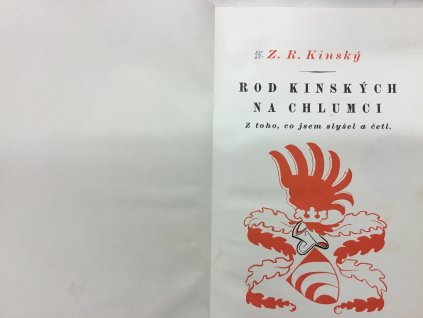 Z. R. Kinský
ROD KINSKÝCH
NA CHLUMCI
Z toho, co jsem slyšel a četl.